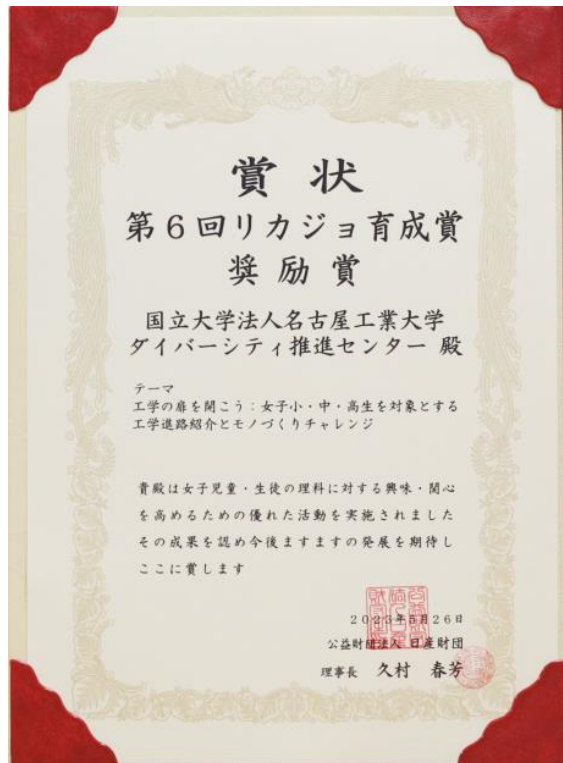 賞状
第6回リカジョ育成賞
奨励賞
国立大学法人名古屋工業大学
ダイバーシティ推進センター 殿
テーマ
工学の扉を開こう：女子小・中・高生を対象とする
工学進路紹介とモノづくりチャレンジ
貴殿は女子児童・生徒の理科に対する興味・関心
を高めるための優れた活動を実施されました
その成果を認め今後ますますの発展を期待し
ここに賞します
2023年5月26日
公益財団法人 日産財団
理事長 久村 春芳